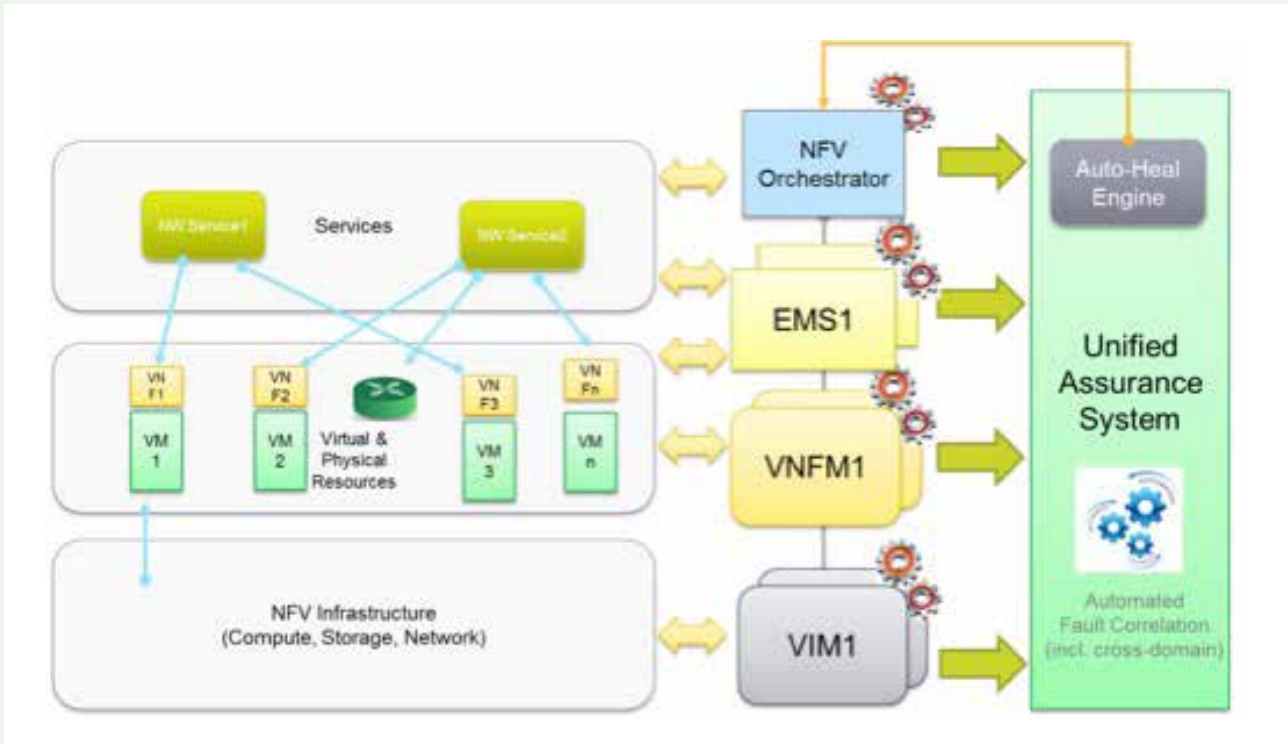 NFV
Orchestrator
Auto-Heal
Engine
NW Service1
Services
NW Service2
EMS1
Unified
Assurance
System
VN
F1
VN
F2
VN
F3
VN
Fn
VM
1
VM
2
Virtual &
Physical
Resources
VM
3
VM
n
VNFM1
NFV Infrastructure
(Compute, Storage, Network)
VIM1
Automated
Fault Correlation
(incl. cross-domain)